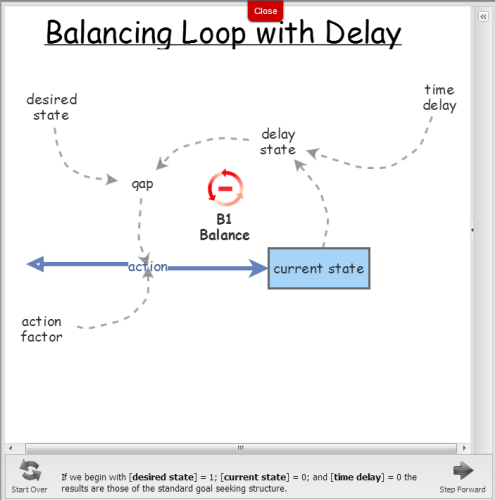 Close
Balancing Loop with Delay
time
delay
desired
state
delay
state
gap
B1
Balance
action
current state
action
factor
If we begin with [desired state] = 1; [current state] = 0; and [time delay] = 0 the
results are those of the standard goal seeking structure.
Start Over
Step Forward